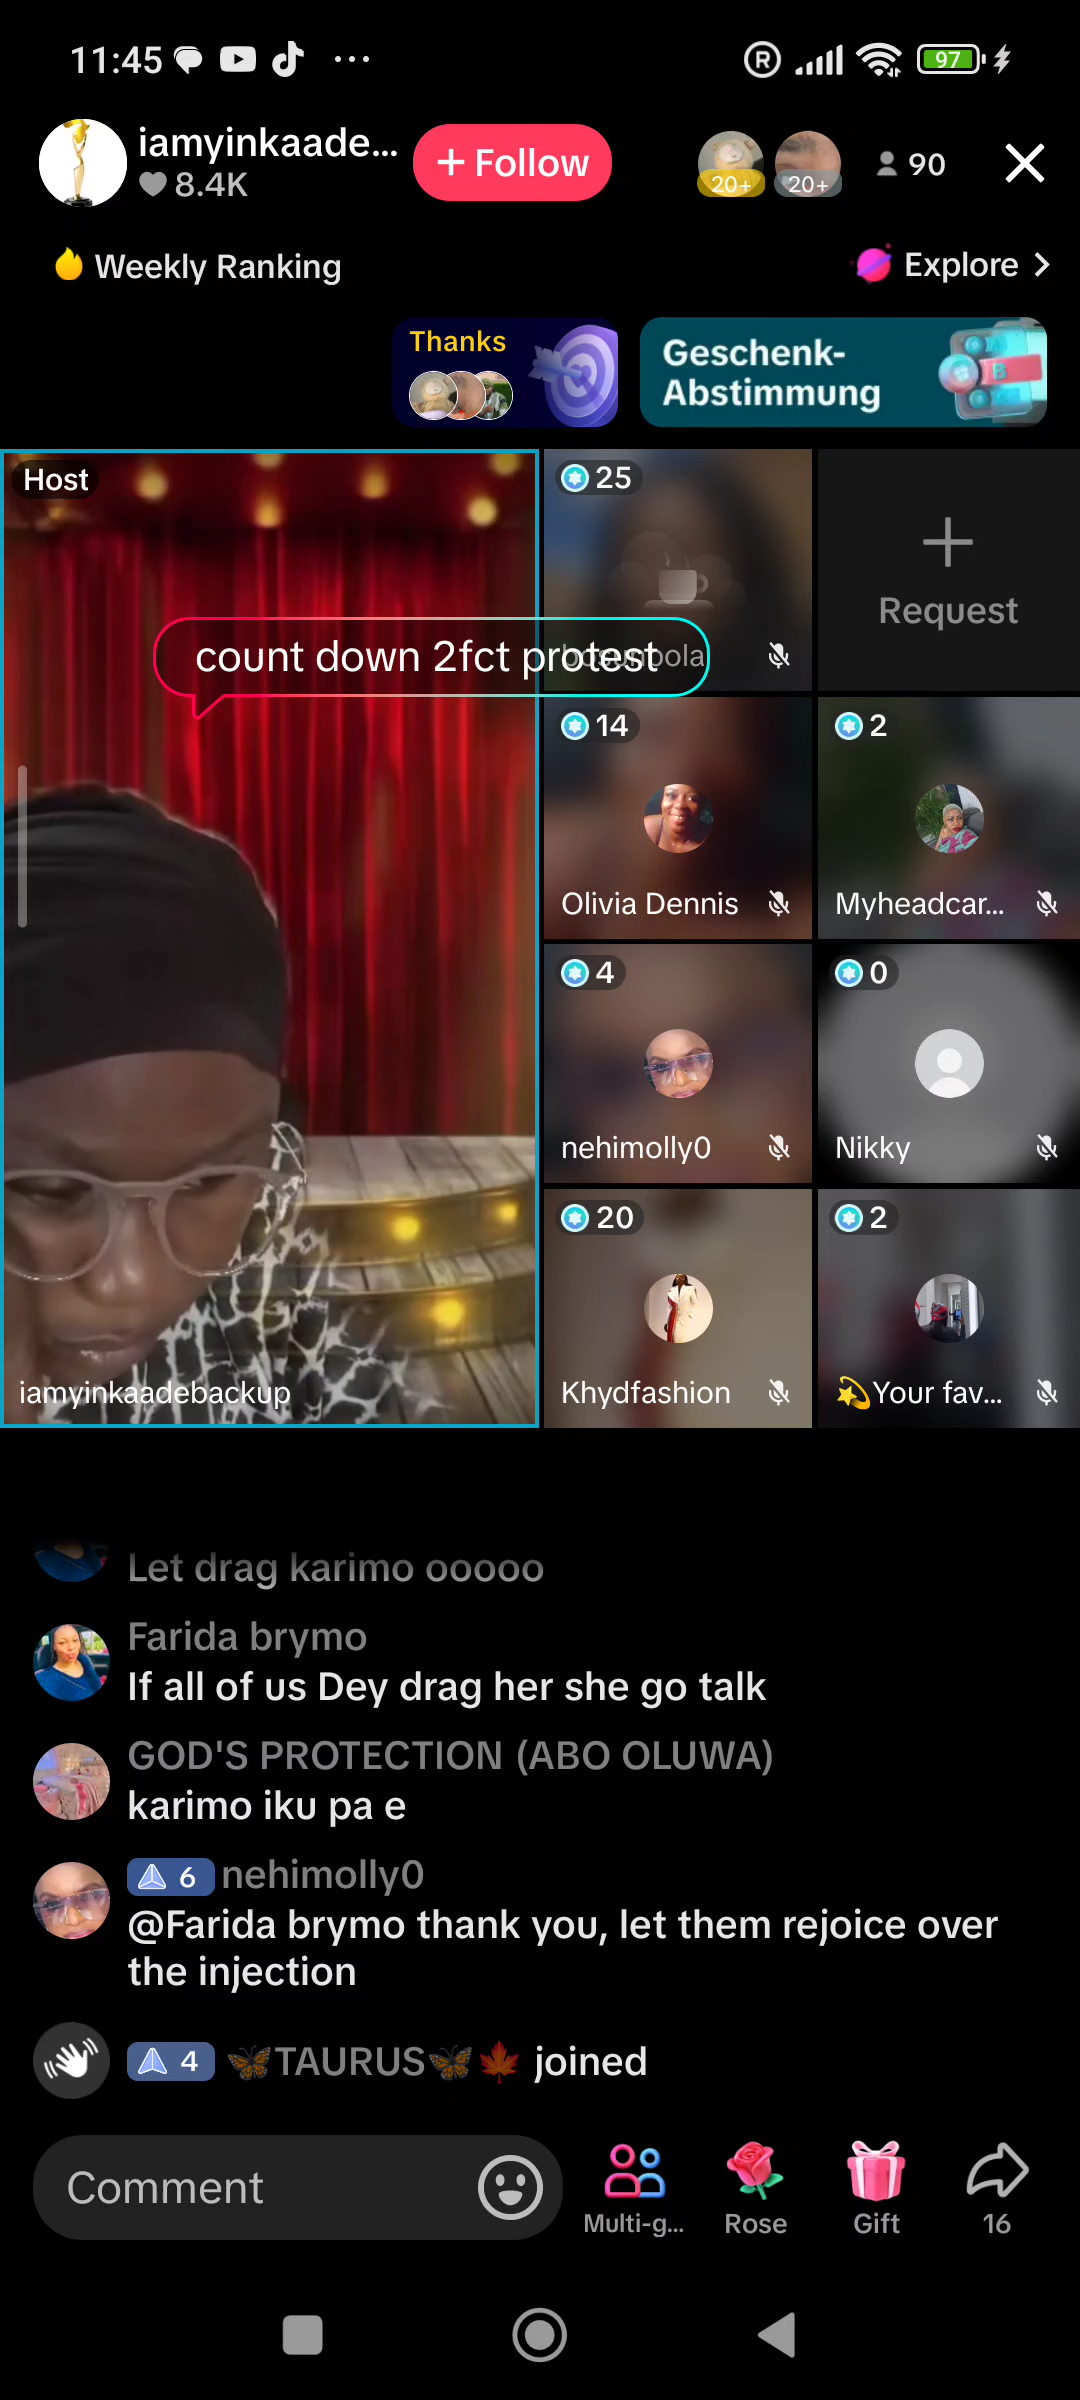 11:45
97
iamyinkaade...
8.4K
+ Follow
20+
20+
90
Weekly Ranking
Explore >
Thanks
Geschenk-
Abstimmung
Host
25
Request
count down 2fct protest
14
2
Olivia Dennis
Myheadcar...
4
0
nehimolly0
Nikky
20
2
iamyinkaadebackup
Khydfashion
💫Your fav...
Let drag karimo ooooo
Farida brymo
If all of us Dey drag her she go talk
GOD'S PROTECTION (ABO OLUWA)
karimo iku pa e
6 nehimolly0
@Farida brymo thank you, let them rejoice over
the injection
4 🦋TAURUS🦋🍁 joined
Comment
Multi-g...
Rose
Gift
16